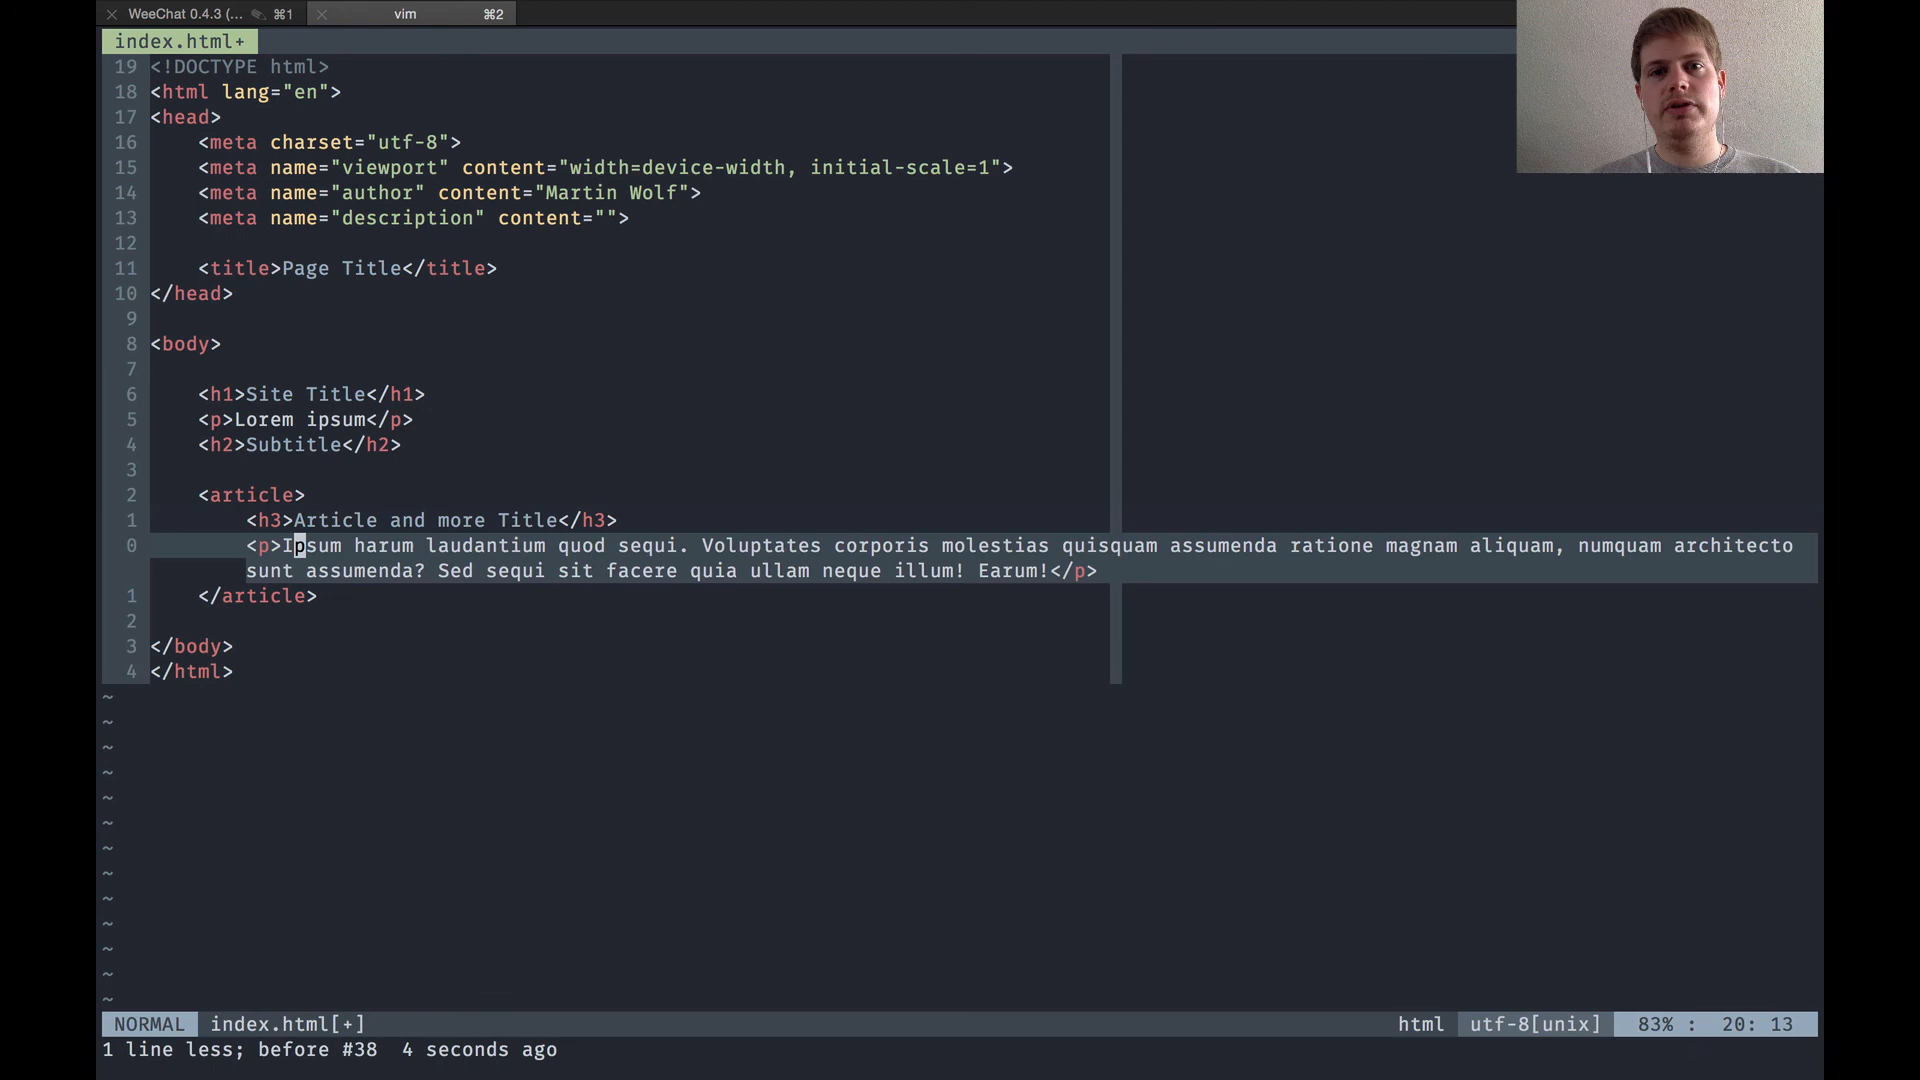 WeeChat 0.4.3 (... ⌘1 vim ⌘2
index.html+
19 <!DOCTYPE html>
18 <html lang="en">
17 <head>
16 <meta charset="utf-8">
15 <meta name="viewport" content="width=device-width, initial-scale=1">
14 <meta name="author" content="Martin Wolf">
13 <meta name="description" content="">
12
11 <title>Page Title</title>
10 </head>
9
8 <body>
7
6 <h1>Site Title</h1>
5 <p>Lorem ipsum</p>
4 <h2>Subtitle</h2>
3
2 <article>
1 <h3>Article and more Title</h3>
0 <p>Ipsum harum laudantium quod sequi. Voluptates corporis molestias quisquam assumenda ratione magnam aliquam, numquam architecto
sunt assumenda? Sed sequi sit facere quia ullam neque illum! Earum!</p>
1 </article>
2
3 </body>
4 </html>
~
~
~
~
~
~
~
~
~
~
~
~
~
NORMAL index.html[+] html utf-8[unix] 83% : 20: 13
1 line less; before #38 4 seconds ago